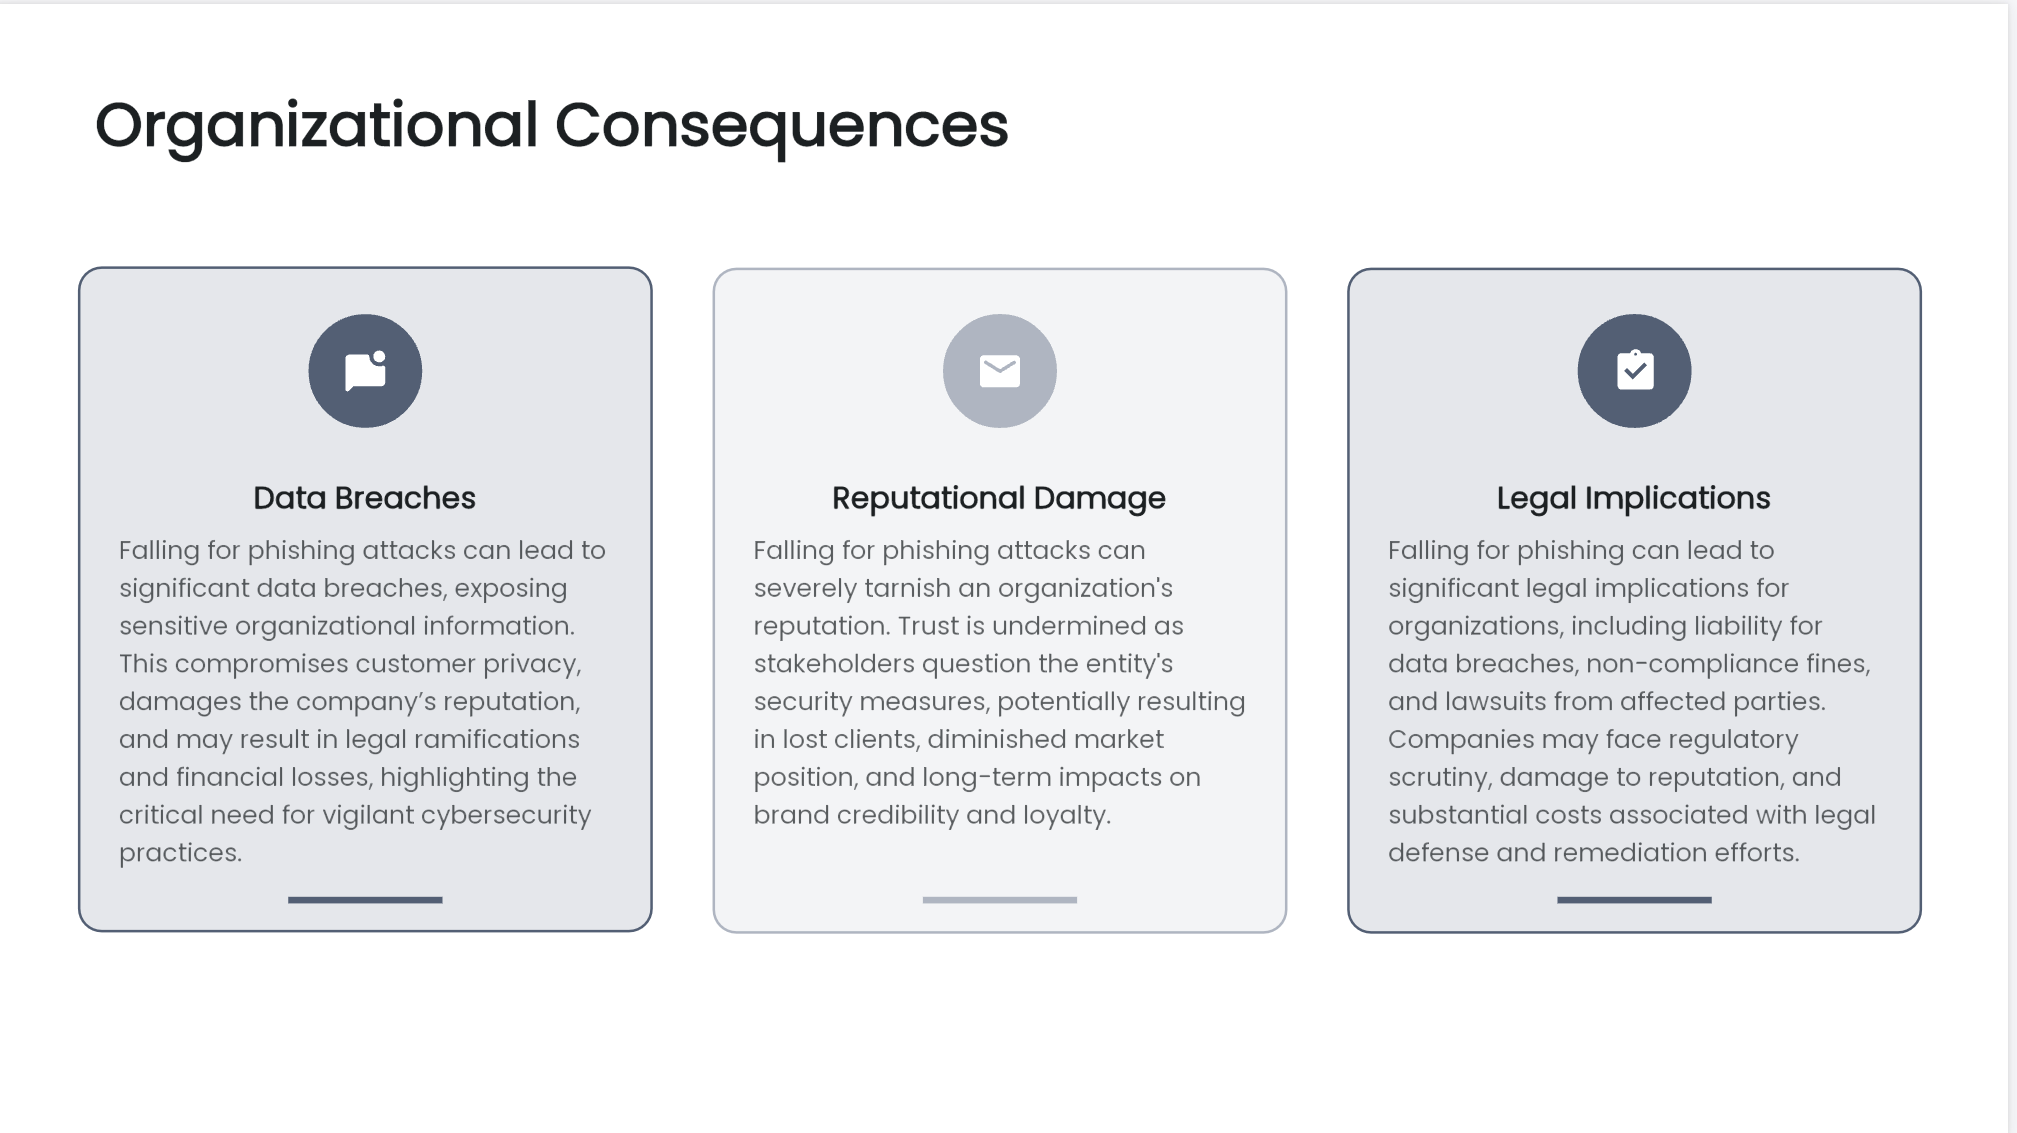 Organizational Consequences
Data Breaches
Falling for phishing attacks can lead to
significant data breaches, exposing
sensitive organizational information.
This compromises customer privacy,
damages the company’s reputation,
and may result in legal ramifications
and financial losses, highlighting the
critical need for vigilant cybersecurity
practices.
Reputational Damage
Falling for phishing attacks can
severely tarnish an organization's
reputation. Trust is undermined as
stakeholders question the entity's
security measures, potentially resulting
in lost clients, diminished market
position, and long-term impacts on
brand credibility and loyalty.
Legal Implications
Falling for phishing can lead to
significant legal implications for
organizations, including liability for
data breaches, non-compliance fines,
and lawsuits from affected parties.
Companies may face regulatory
scrutiny, damage to reputation, and
substantial costs associated with legal
defense and remediation efforts.